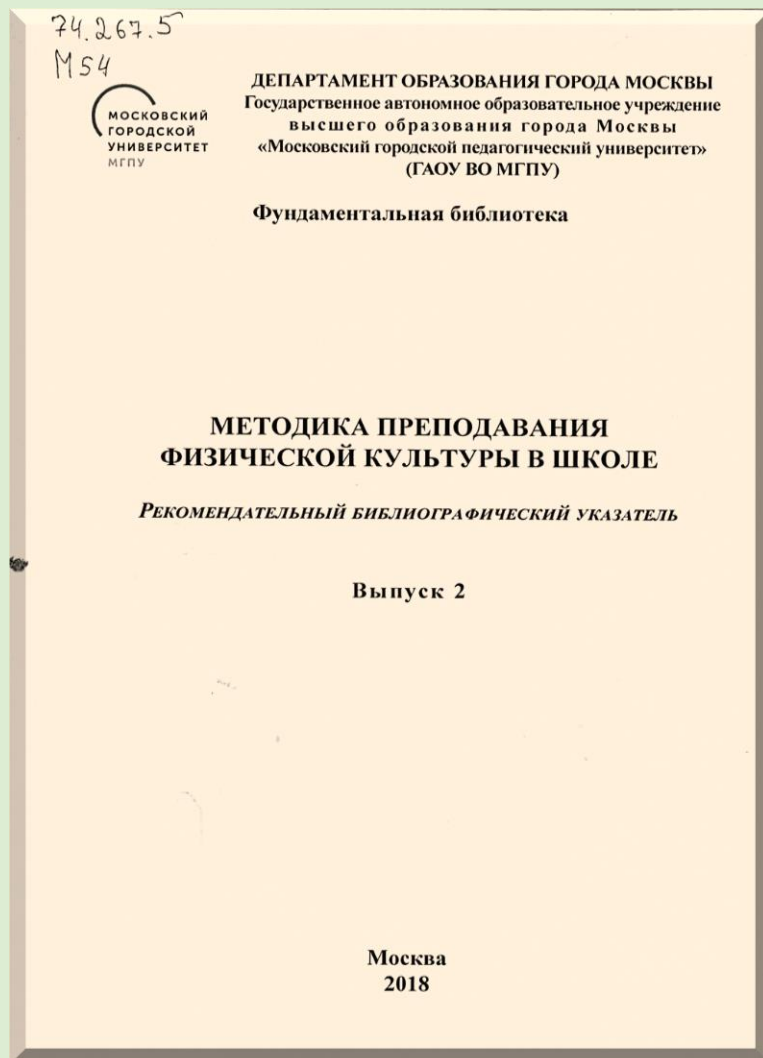 74.267.5
М54
МОСКОВСКИЙ
ГОРОДСКОЙ
УНИВЕРСИТЕТ
МГПУ
ДЕПАРТАМЕНТ ОБРАЗОВАНИЯ ГОРОДА МОСКВЫ
Государственное автономное образовательное учреждение
высшего образования города Москвы
«Московский городской педагогический университет»
(ГАОУ ВО МГПУ)
Фундаментальная библиотека
МЕТОДИКА ПРЕПОДАВАНИЯ
ФИЗИЧЕСКОЙ КУЛЬТУРЫ В ШКОЛЕ
РЕКОМЕНДАТЕЛЬНЫЙ БИБЛИОГРАФИЧЕСКИЙ УКАЗАТЕЛЬ
Выпуск 2
Москва
2018